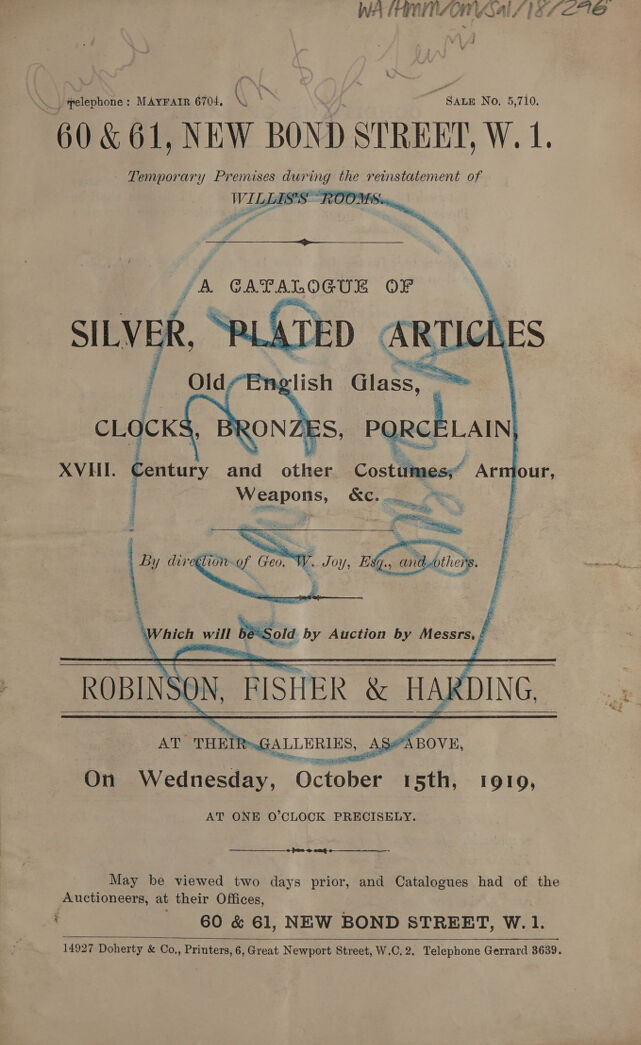 WA/HMM/CM/Sal/18/296
Telephone: MAYFAIR 6704.
SALE NO. 5,710.
60 & 61, NEW BOND STREET, W. 1.
Temporary Premises during the reinstatement of
WILLIS'S ROOMS.
A CATALOGUE OF
SILVER, PLATED ARTICLES
Old English Glass,
CLOCKS, BRONZES, PORCELAIN,
XVIII. Century and other Costumes, Armour,
Weapons, &c.
By direction of Geo. W. Joy, Esq., and others.
Which will be Sold by Auction by Messrs.
ROBINSON, FISHER & HARDING,
AT THEIR GALLERIES, AS ABOVE,
On Wednesday, October 15th, 1919,
AT ONE O'CLOCK PRECISELY.
May be viewed two days prior, and Catalogues had of the
Auctioneers, at their Offices,
60 & 61, NEW BOND STREET, W. 1.
14927 Doherty & Co., Printers, 6, Great Newport Street, W.C. 2. Telephone Gerrard 3639.